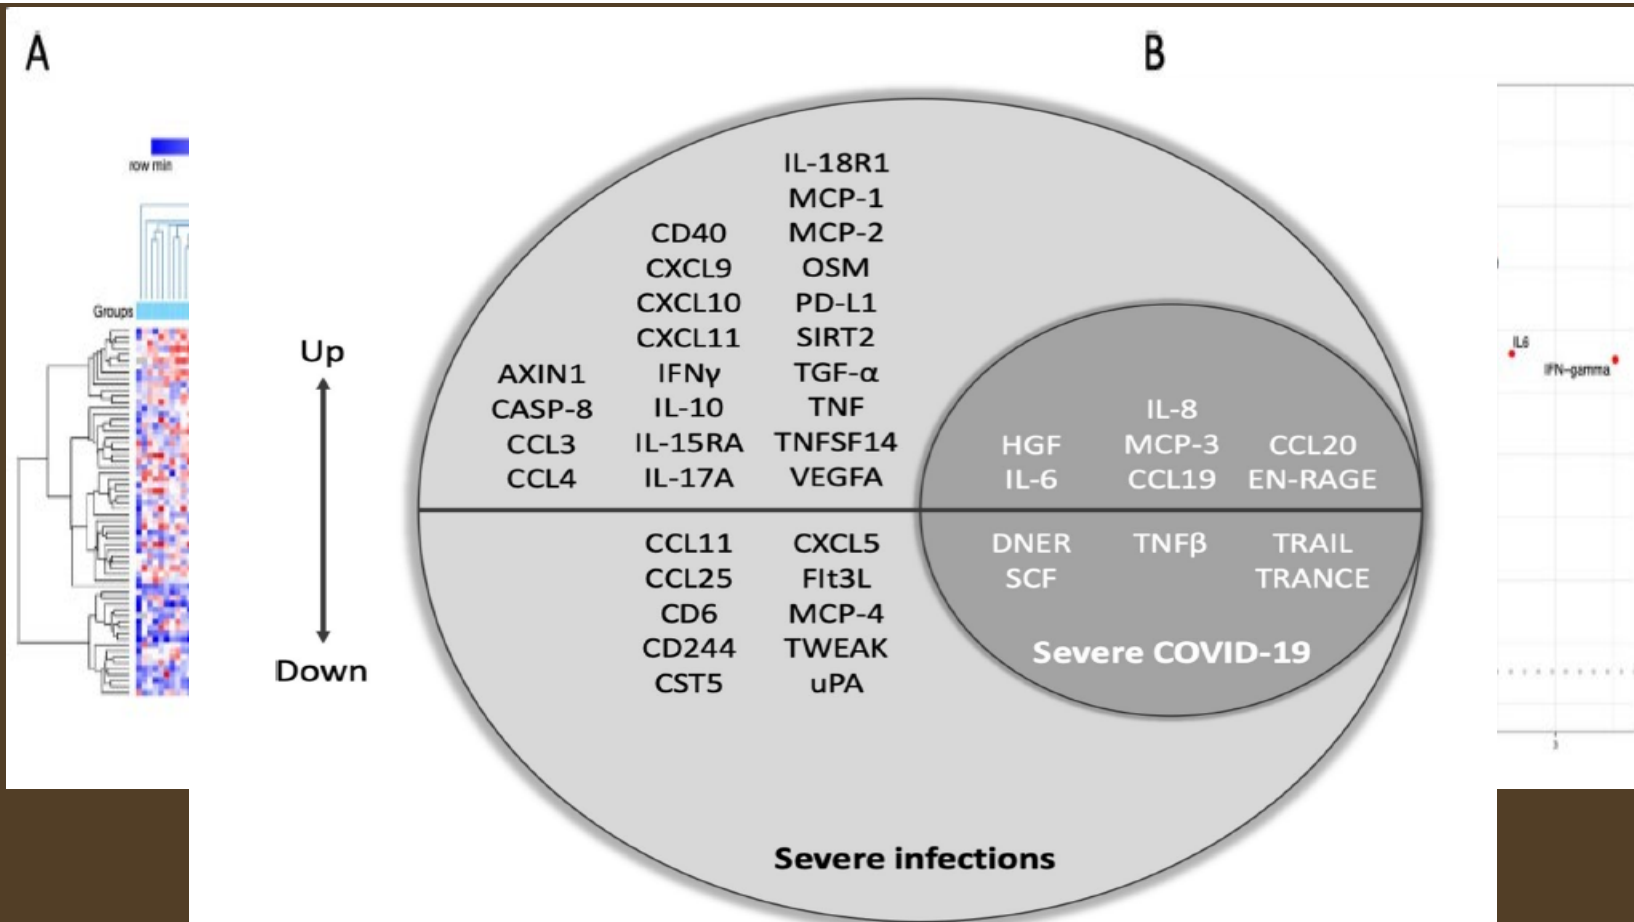 A
B
row min
Groups
Up
Down
AXIN1
CASP-8
CCL3
CCL4
CD40
CXCL9
CXCL10
CXCL11
IFNγ
IL-10
IL-15RA
IL-17A
IL-18R1
MCP-1
MCP-2
OSM
PD-L1
SIRT2
TGF-α
TNF
TNFSF14
VEGFA
HGF
IL-6
IL-8
MCP-3
CCL19
CCL20
EN-RAGE
CCL11
CCL25
CD6
CD244
CST5
CXCL5
Flt3L
MCP-4
TWEAK
uPA
DNER
SCF
TNFβ
TRAIL
TRANCE
Severe COVID-19
Severe infections
IL6
IFN-gamma
3